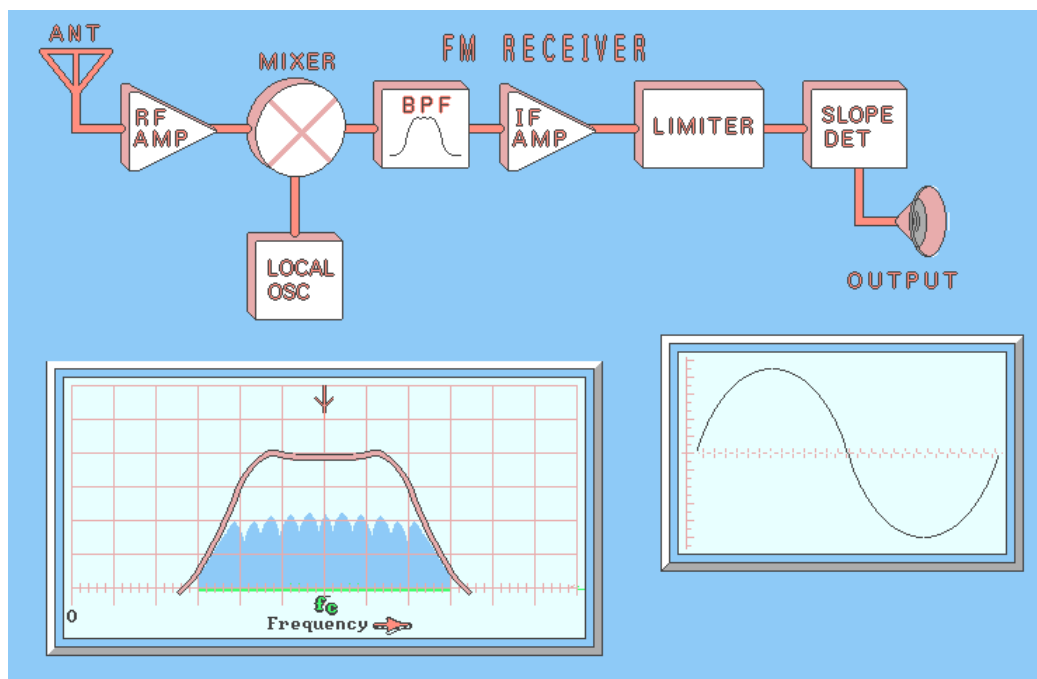 ANT
FM RECEIVER
MIXER
RF
AMP
BPF
IF
AMP
LIMITER
SLOPE
DET
LOCAL
OSC
OUTPUT
0
fc
Frequency